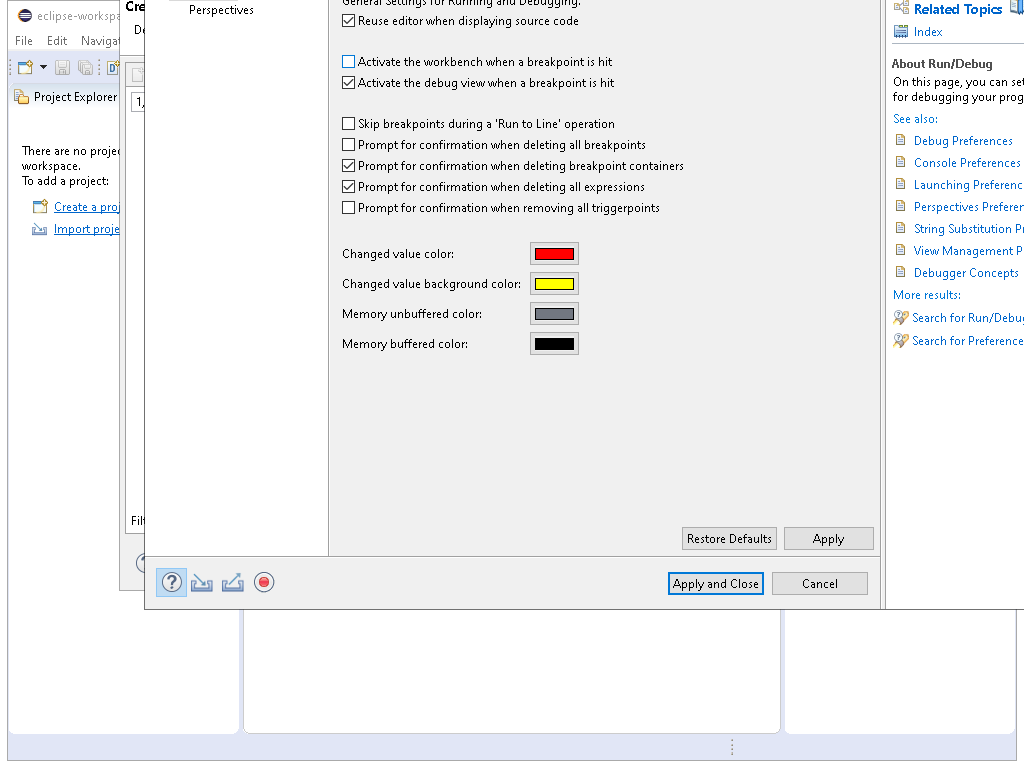 eclipse-workspa
File Edit Navigat
Project Explorer
There are no projec
workspace.
To add a project:
Create a proj
Import proje
Cre
De
1,
Filt
Perspectives
General Settings for Running and Debugging.
Reuse editor when displaying source code
Activate the workbench when a breakpoint is hit
Activate the debug view when a breakpoint is hit
Skip breakpoints during a 'Run to Line' operation
Prompt for confirmation when deleting all breakpoints
Prompt for confirmation when deleting breakpoint containers
Prompt for confirmation when deleting all expressions
Prompt for confirmation when removing all triggerpoints
Changed value color:
Changed value background color:
Memory unbuffered color:
Memory buffered color:
Restore Defaults Apply
Apply and Close Cancel
Related Topics
Index
About Run/Debug
On this page, you can set
for debugging your prog
See also:
Debug Preferences
Console Preferences
Launching Preferenc
Perspectives Preferen
String Substitution Pr
View Management P
Debugger Concepts
More results:
Search for Run/Debug
Search for Preference